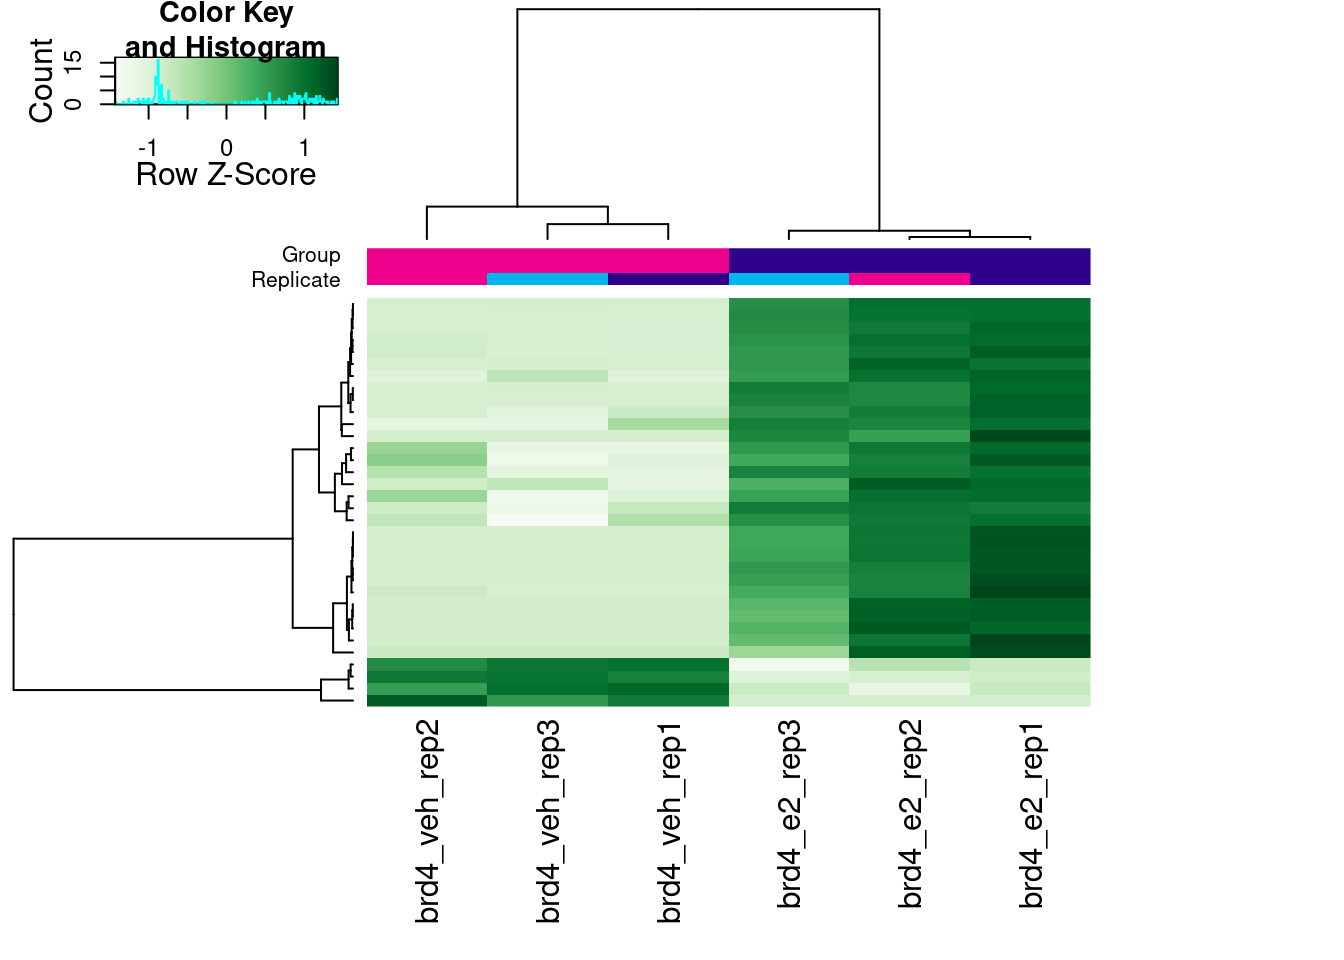 Color Key
and Histogram
Count
0 15
-1 0 1
Row Z-Score
Group
Replicate
brd4_veh_rep2
brd4_veh_rep3
brd4_veh_rep1
brd4_e2_rep3
brd4_e2_rep2
brd4_e2_rep1